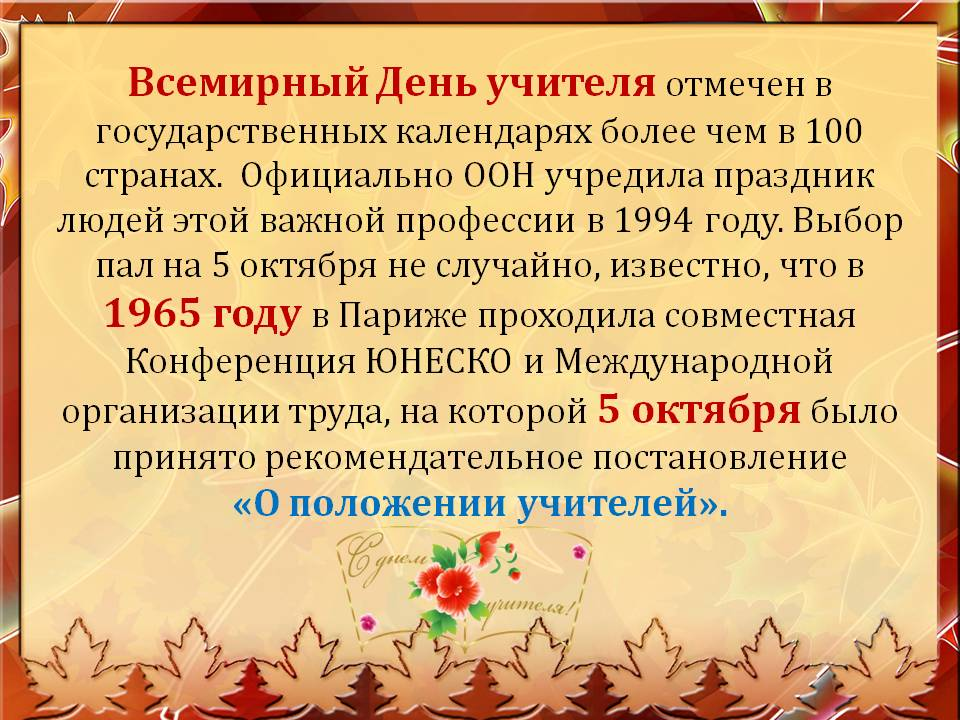 Всемирный День учителя отмечен в
государственных календарях более чем в 100
странах.  Официально ООН учредила праздник
людей этой важной профессии в 1994 году. Выбор
пал на 5 октября не случайно, известно, что в
1965 году в Париже проходила совместная
Конференция ЮНЕСКО и Международной
организации труда, на которой 5 октября было
принято рекомендательное постановление
«О положении учителей».
С днем
учителя!